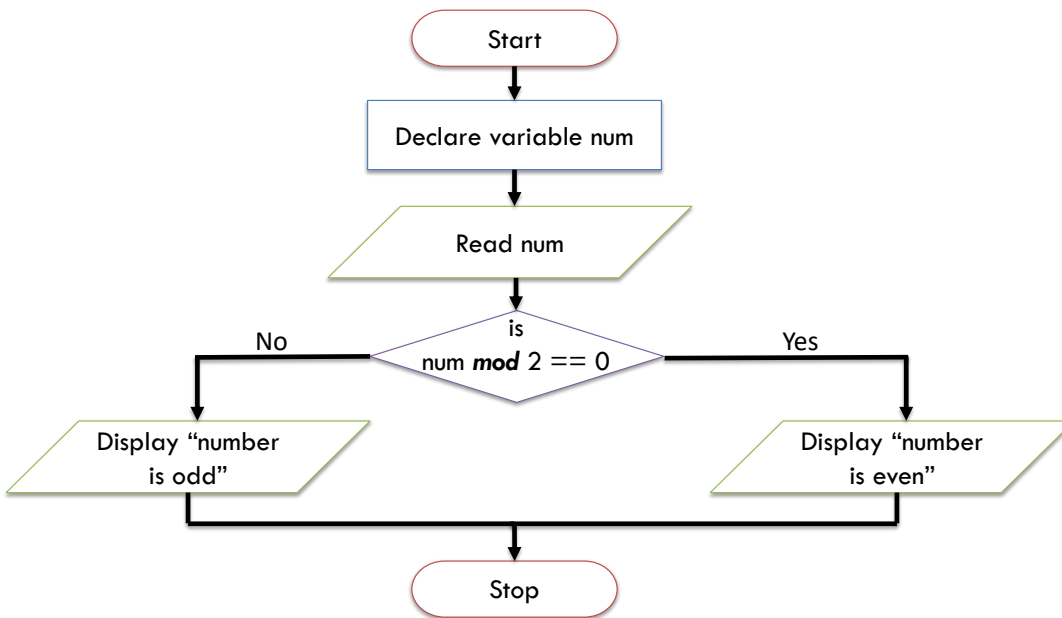 Start
Declare variable num
Read num
is
num mod 2 == 0
No
Yes
Display “number
is odd”
Display “number
is even”
Stop